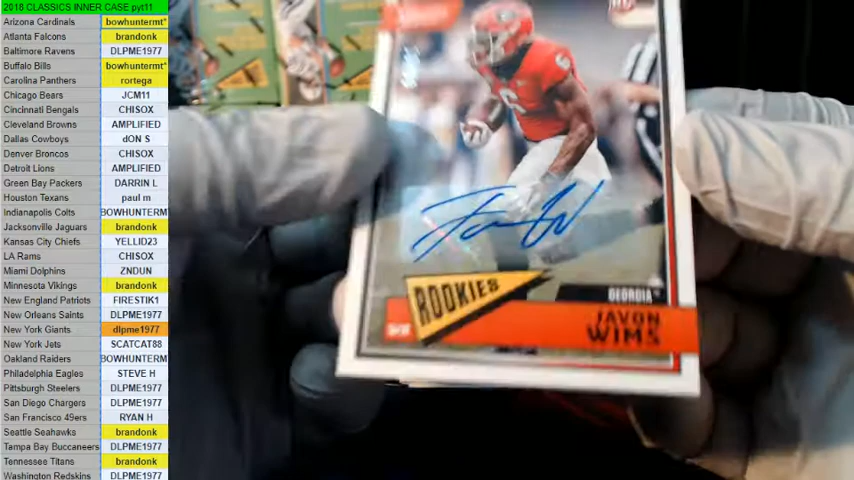 2018 CLASSICS INNER CASE pyt11
Arizona Cardinals bowhuntermt*
Atlanta Falcons brandonk
Baltimore Ravens DLPME1977
Buffalo Bills bowhuntermt*
Carolina Panthers rortega
Chicago Bears JCM11
Cincinnati Bengals CHISOX
Cleveland Browns AMPLIFIED
Dallas Cowboys dON S
Denver Broncos CHISOX
Detroit Lions AMPLIFIED
Green Bay Packers DARRIN L
Houston Texans paul m
Indianapolis Colts BOWHUNTERM
Jacksonville Jaguars brandonk
Kansas City Chiefs YELLID23
LA Rams CHISOX
Miami Dolphins ZNDUN
Minnesota Vikings brandonk
New England Patriots FIRESTIK1
New Orleans Saints DLPME1977
New York Giants dlpme1977
New York Jets SCATCAT88
Oakland Raiders BOWHUNTERM
Philadelphia Eagles STEVE H
Pittsburgh Steelers DLPME1977
San Diego Chargers DLPME1977
San Francisco 49ers RYAN H
Seattle Seahawks brandonk
Tampa Bay Buccaneers DLPME1977
Tennessee Titans brandonk
Washington Redskins DLPME1977
6
ROOKIES
GEORGIA
JAVON
WIMS